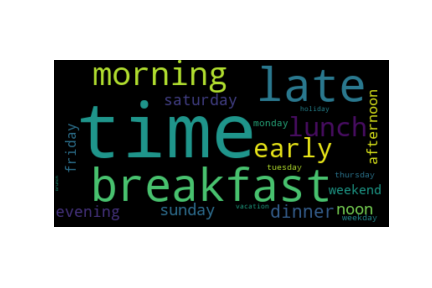 morning
late
saturday
holiday
time
monday
lunch
afternoon
friday
early
tuesday
breakfast
thursday
weekend
evening
sunday
vacation
dinner
noon
weekday